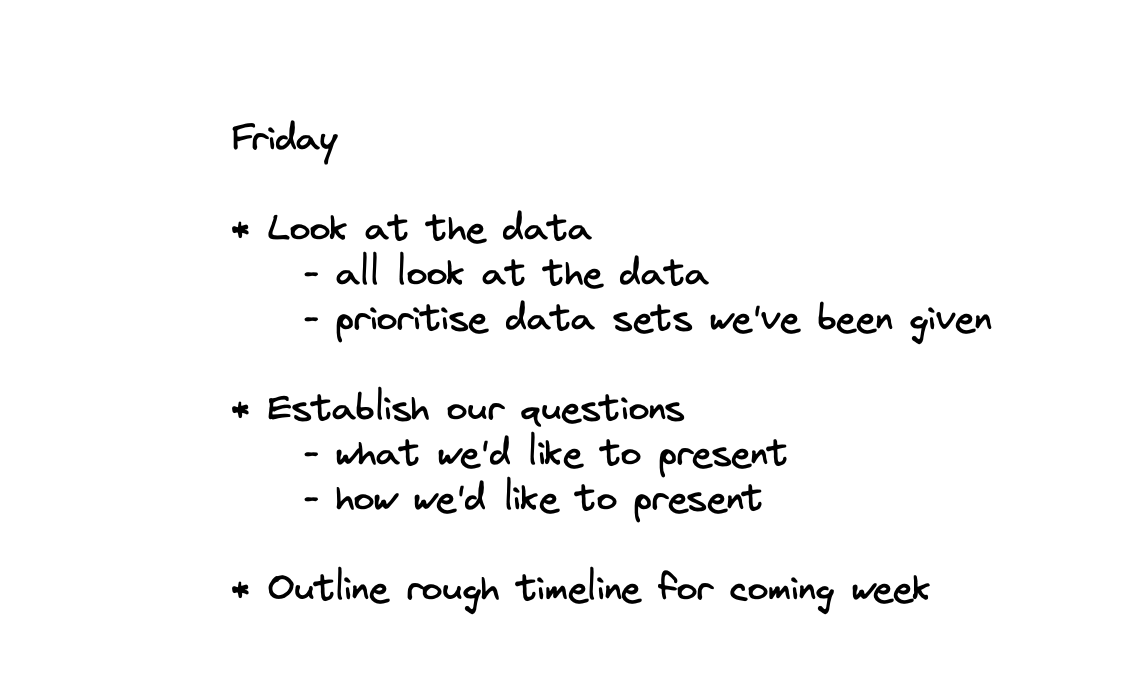 Friday
* Look at the data
- all look at the data
- prioritise data sets we've been given
* Establish our questions
- what we'd like to present
- how we'd like to present
* Outline rough timeline for coming week